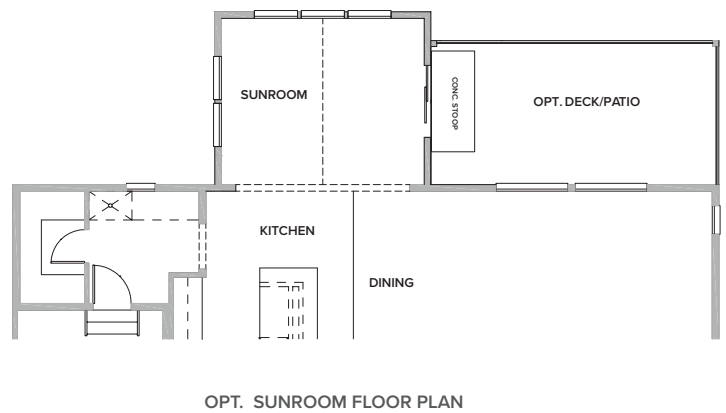 SUNROOM
CONC. STOOP
OPT. DECK/PATIO
KITCHEN
DINING
OPT. SUNROOM FLOOR PLAN